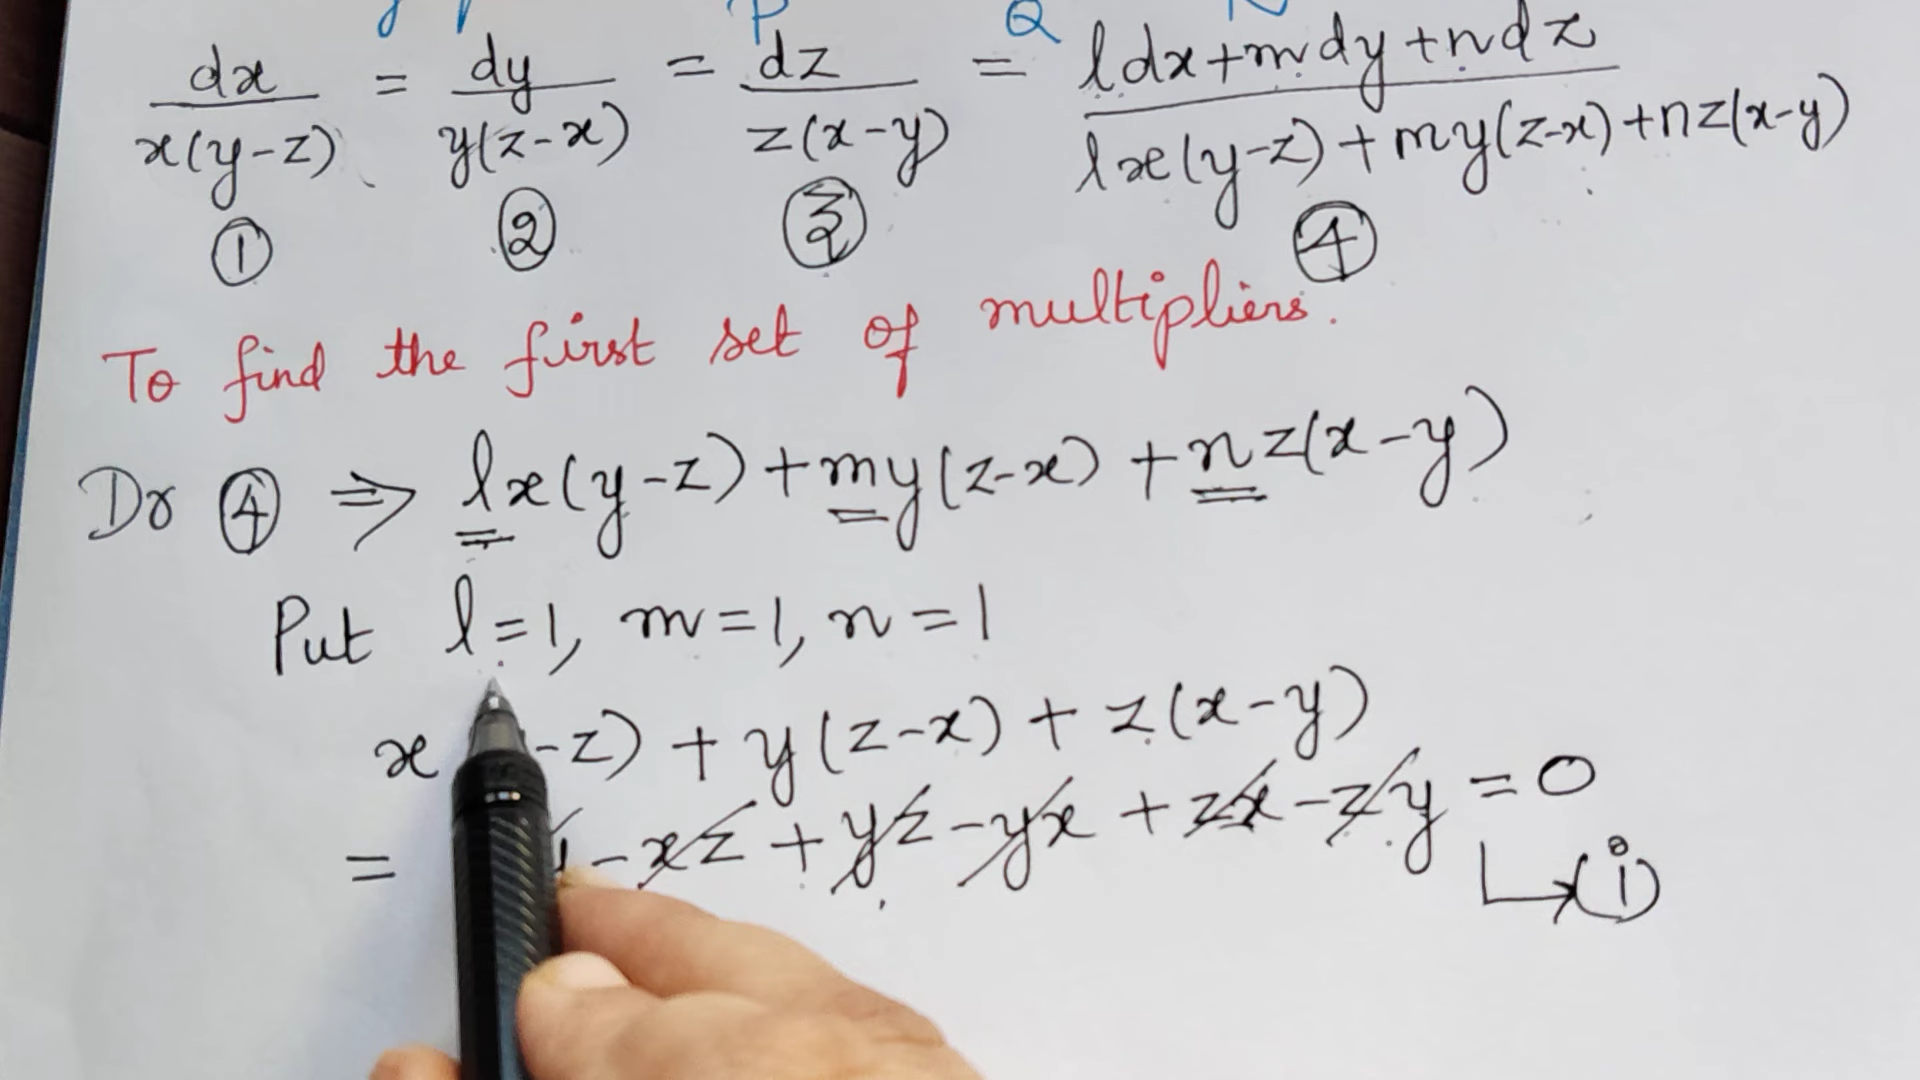 P Q
dx/x(y-z) = dy/y(z-x) = dz/z(x-y) = ldx+mdy+ndz/lx(y-z)+my(z-x)+nz(x-y)
① ② ③ ④
To find the first set of multipliers.
Dr ④ ⇒ lx(y-z)+my(z-x)+nz(x-y)
Put l=1, m=1, n=1
x -z) + y(z-x) + z(x-y)
= -xz + yz - yx + zx - zy = 0
↳(i)